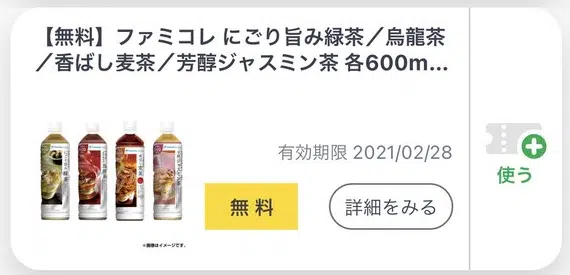 【無料】ファミコレ にごり旨み緑茶／烏龍茶
／香ばし麦茶／芳醇ジャスミン茶 各600m...
有効期限 2021/02/28
無料
詳細をみる
使う
※画像はイメージです。